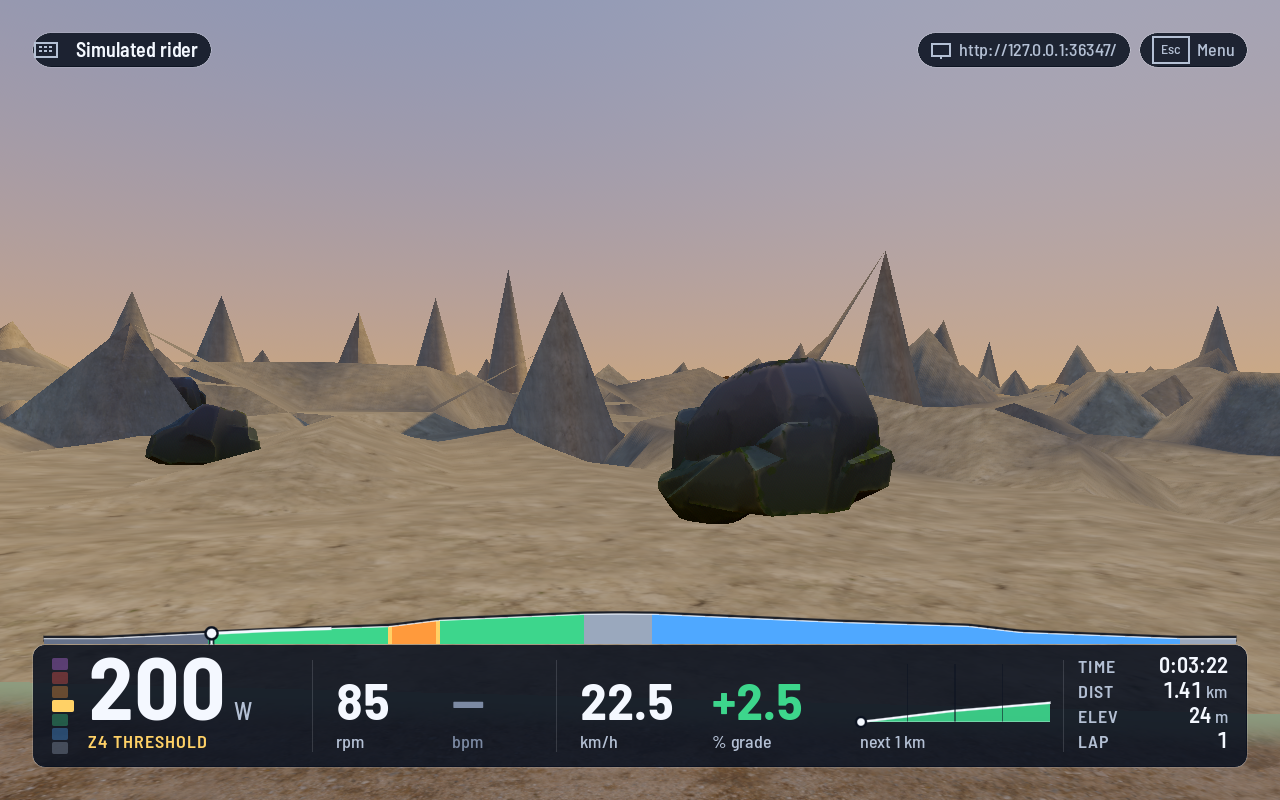 Simulated rider
http://127.0.0.1:36347/
Esc Menu
200 W
Z4 THRESHOLD
85
rpm
—
bpm
22.5
km/h
+2.5
% grade
next 1 km
TIME 0:03:22
DIST 1.41 km
ELEV 24 m
LAP 1